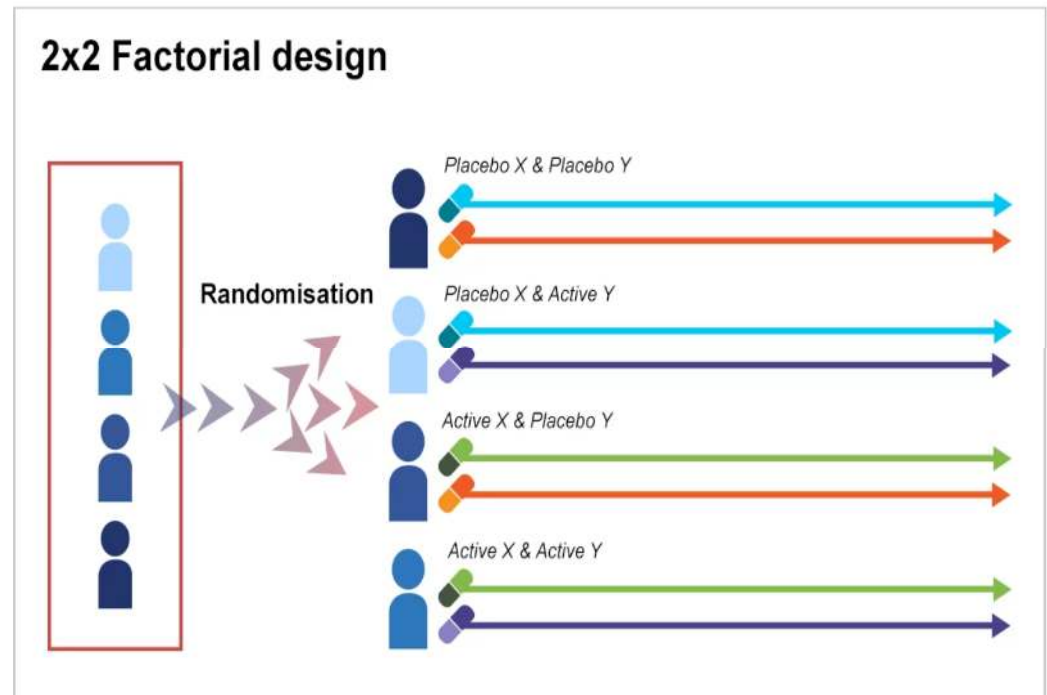 2x2 Factorial design
Placebo X & Placebo Y
Randomisation
Placebo X & Active Y
Active X & Placebo Y
Active X & Active Y